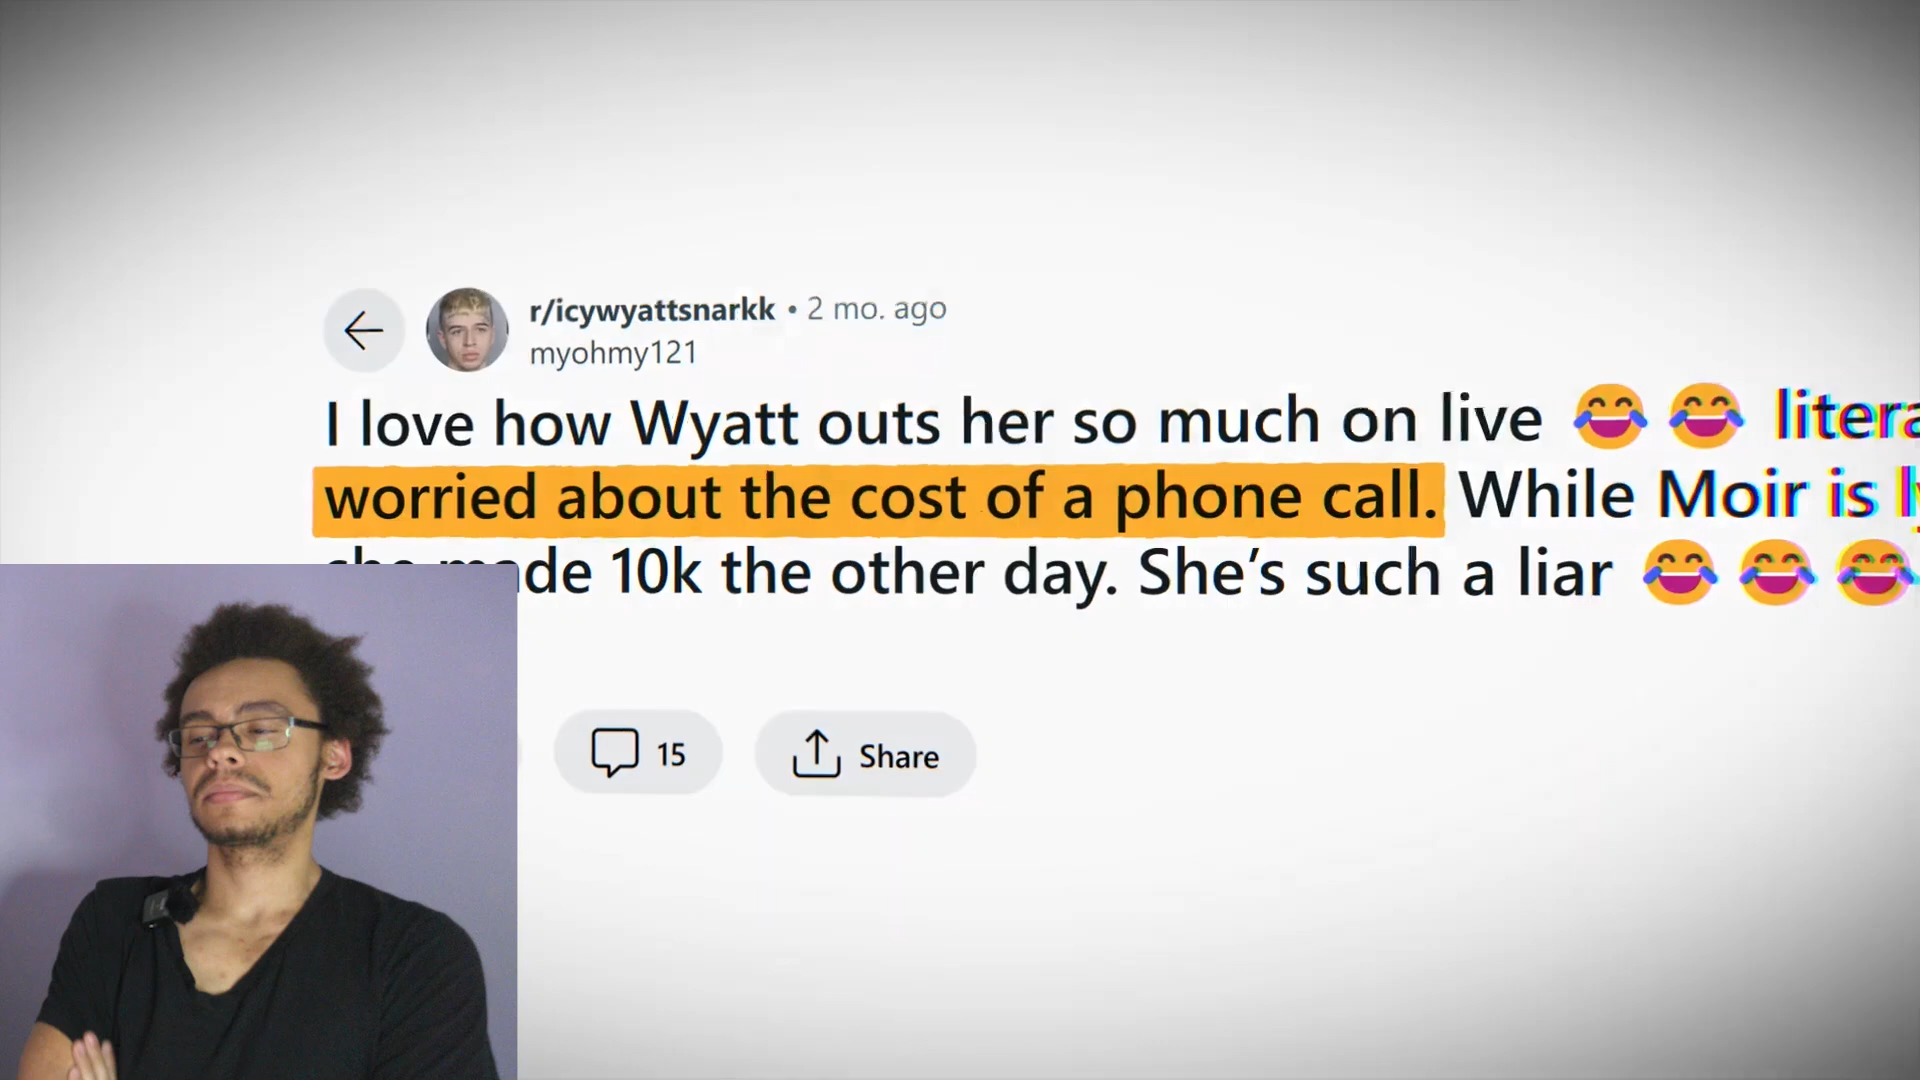 r/icywyattsnarkk • 2 mo. ago
myohmy121
I love how Wyatt outs her so much on live 😂😂
worried about the cost of a phone call. While Moir is
made 10k the other day. She's such a liar 😂😂😂
15
Share